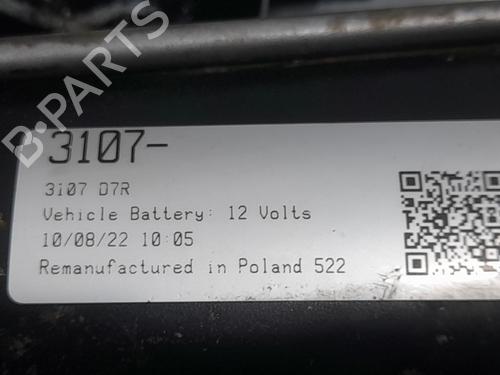 B-PARTS
3107-
3107 D7R
Vehicle Battery: 12 Volts
10/08/22 10:05
Remanufactured in Poland 522